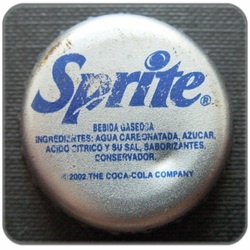 Sprite®
BEBIDA GASEOSA
INGREDIENTES: AGUA CARBONATADA, AZUCAR,
ACIDO CITRICO Y SU SAL, SABORIZANTES,
CONSERVADOR.
©2002 THE COCA-COLA COMPANY